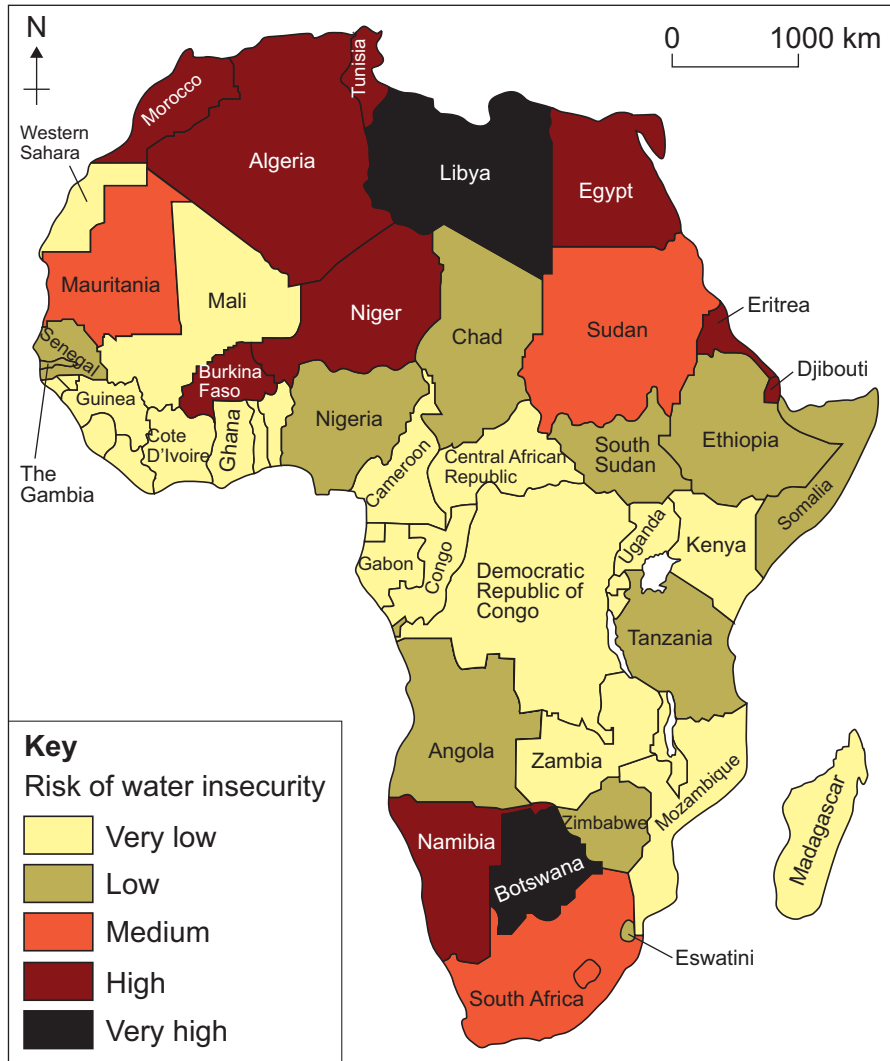 N
0 1000 km
Morocco
Tunisia
Western
Sahara
Algeria
Libya
Egypt
Mauritania
Mali
Niger
Chad
Sudan
Eritrea
Senegal
Burkina
Faso
Djibouti
Guinea
Cote
D'Ivoire
Ghana
Nigeria
Cameroon
Central African
Republic
South
Sudan
Ethiopia
Somalia
The
Gambia
Gabon
Congo
Democratic
Republic of
Congo
Uganda
Kenya
Tanzania
Angola
Zambia
Mozambique
Madagascar
Zimbabwe
Namibia
Botswana
Eswatini
South Africa
Key
Risk of water insecurity
Very low
Low
Medium
High
Very high